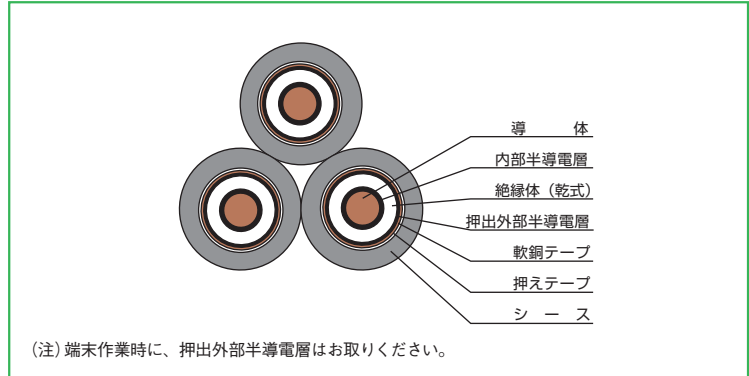 導　　体
内部半導電層
絶縁体（乾式）
押出外部半導電層
軟銅テープ
押えテープ
シ　ー　ス
（注）端末作業時に、押出外部半導電層はお取りください。